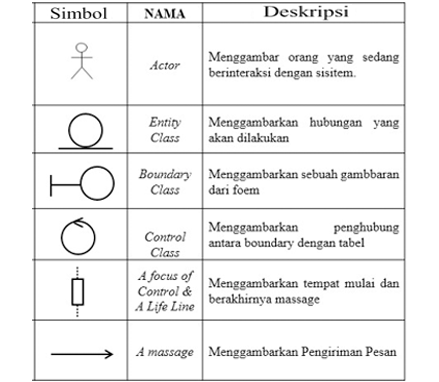 Simbol NAMA Deskripsi
Actor
Menggambar orang yang sedang
berinteraksi dengan sisitem.
Entity
Class
Menggambarkan hubungan yang
akan dilakukan
Boundary
Class
Menggambarkan sebuah gambbaran
dari foem
Control
Class
Menggambarkan penghubung
antara boundary dengan tabel
A focus of
Control &
A Life Line
Menggambarkan tempat mulai dan
berakhirnya massage
A massage
Menggambarkan Pengiriman Pesan